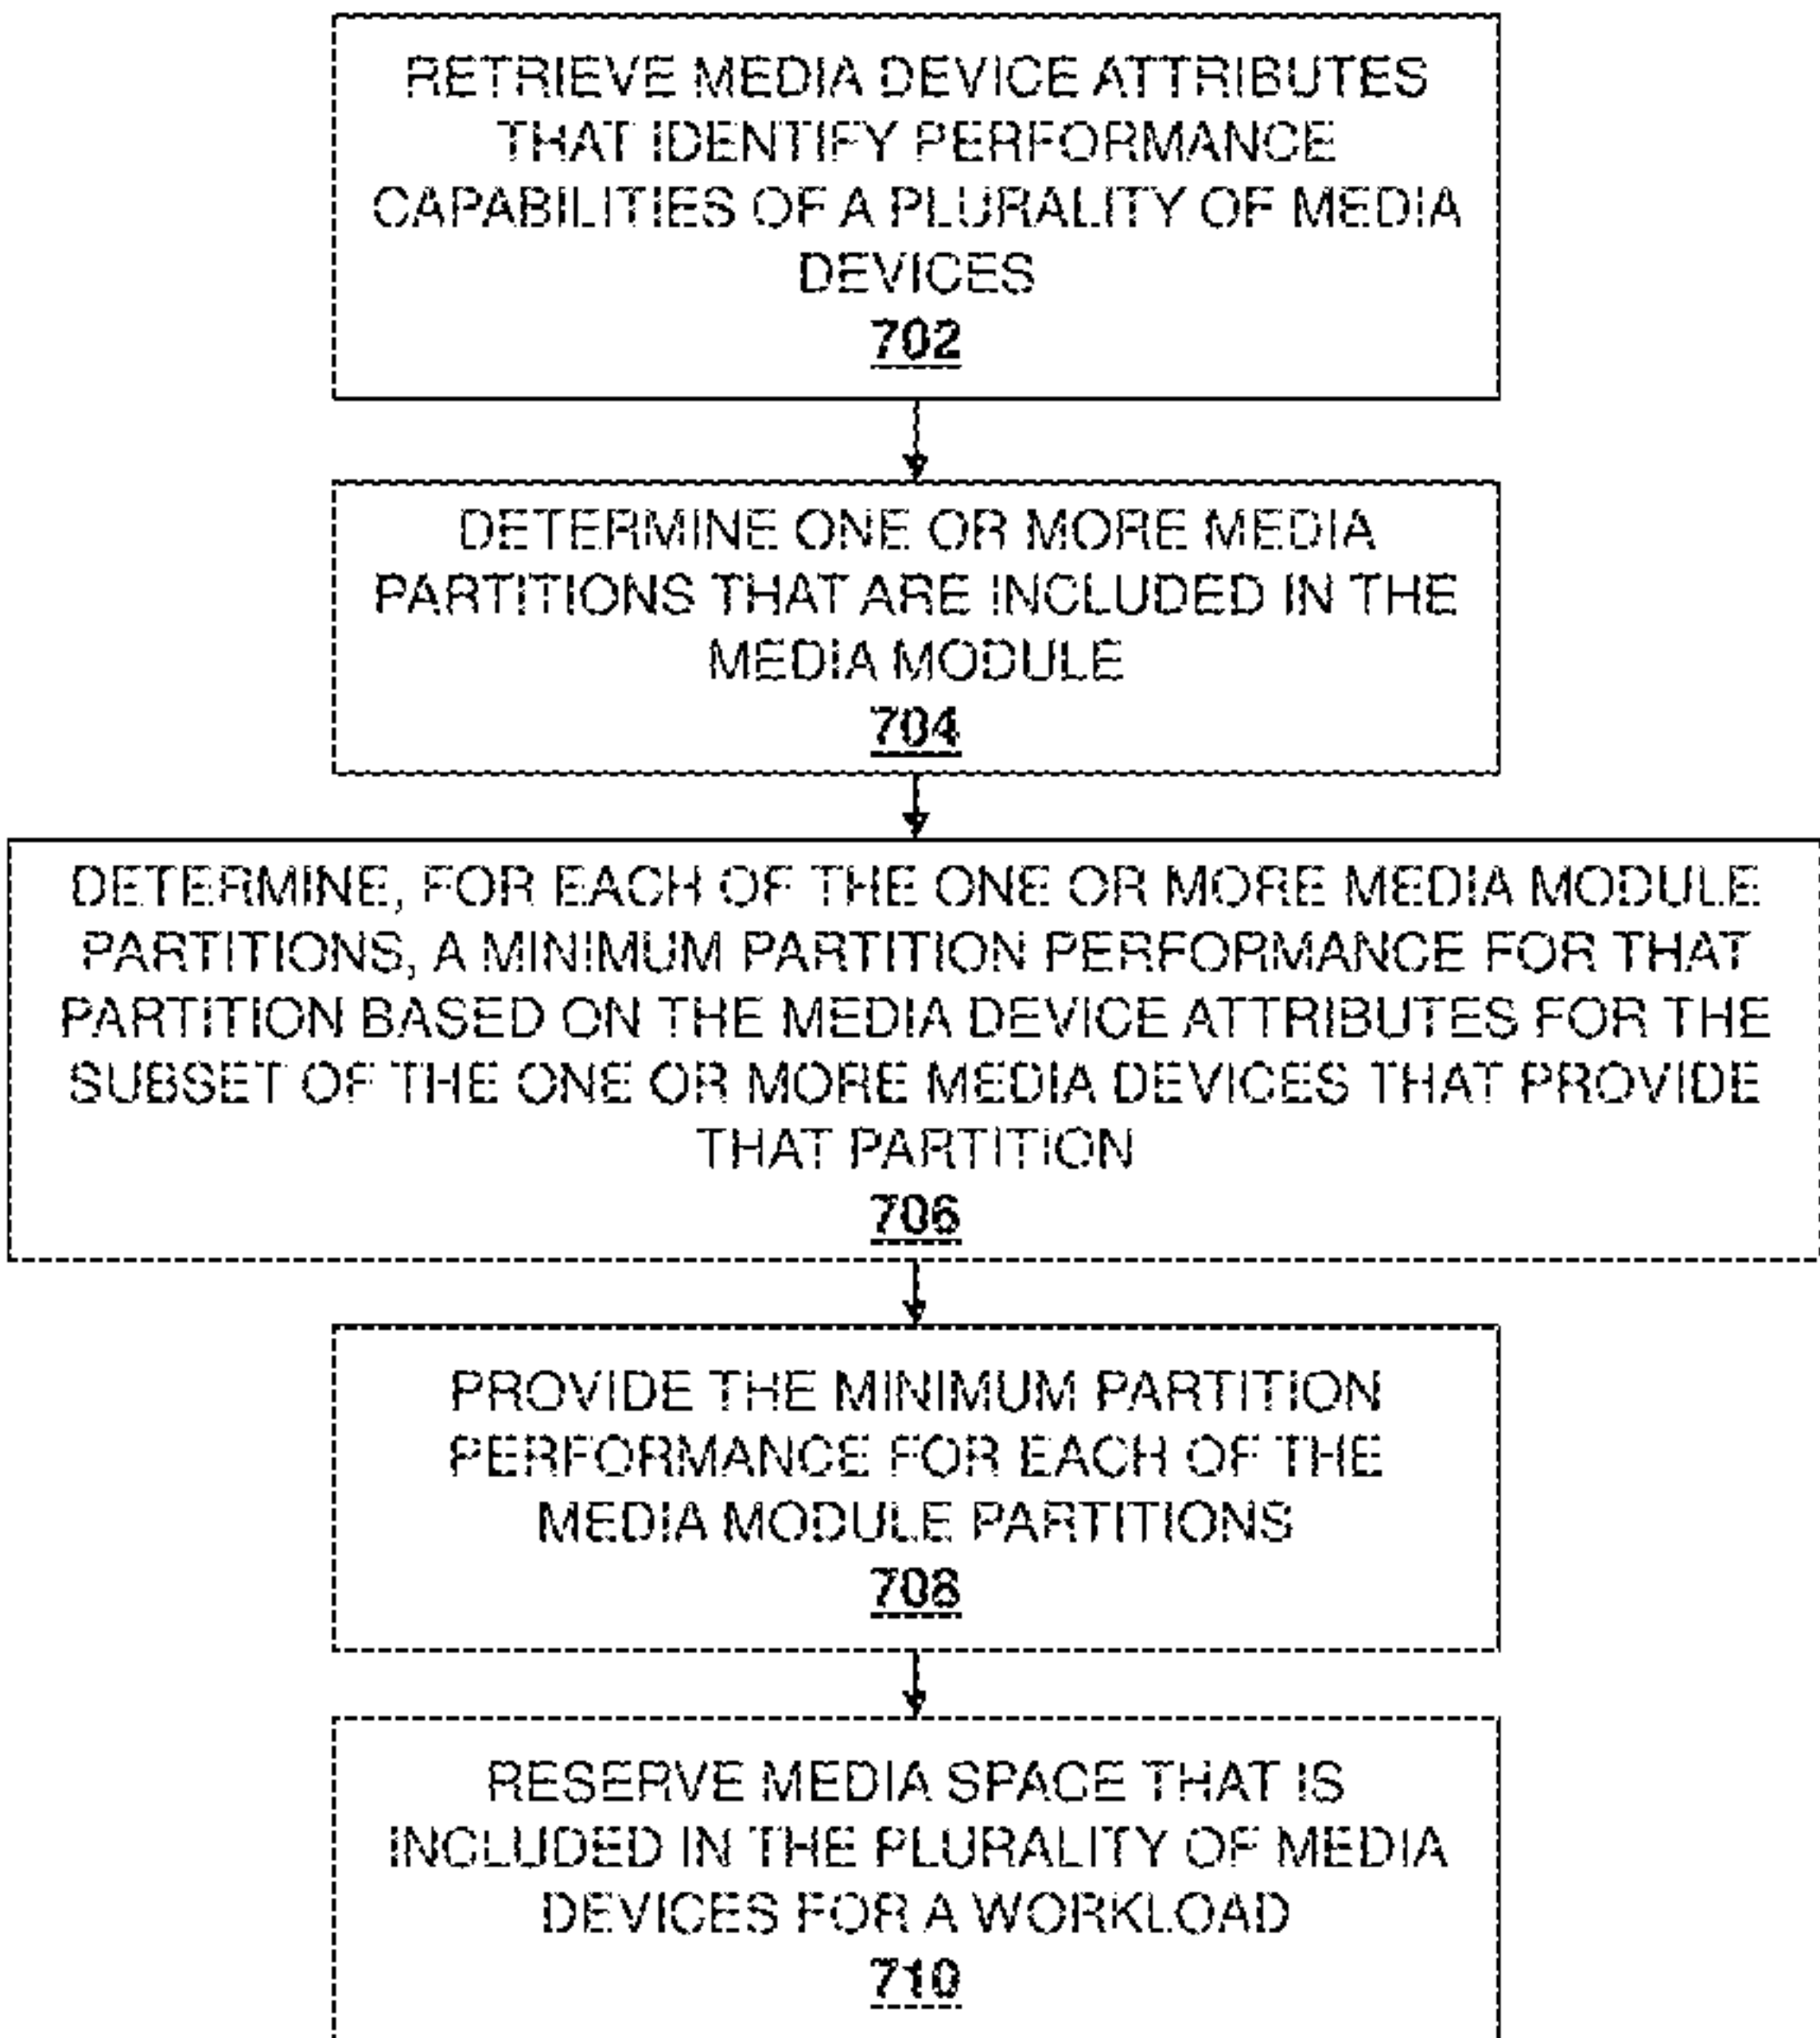 RETRIEVE MEDIA DEVICE ATTRIBUTES
THAT IDENTIFY PERFORMANCE
CAPABILITIES OF A PLURALITY OF MEDIA
DEVICES
702
DETERMINE ONE OR MORE MEDIA
PARTITIONS THAT ARE INCLUDED IN THE
MEDIA MODULE
704
DETERMINE, FOR EACH OF THE ONE OR MORE MEDIA MODULE
PARTITIONS, A MINIMUM PARTITION PERFORMANCE FOR THAT
PARTITION BASED ON THE MEDIA DEVICE ATTRIBUTES FOR THE
SUBSET OF THE ONE OR MORE MEDIA DEVICES THAT PROVIDE
THAT PARTITION
706
PROVIDE THE MINIMUM PARTITION
PERFORMANCE FOR EACH OF THE
MEDIA MODULE PARTITIONS
708
RESERVE MEDIA SPACE THAT IS
INCLUDED IN THE PLURALITY OF MEDIA
DEVICES FOR A WORKLOAD
710